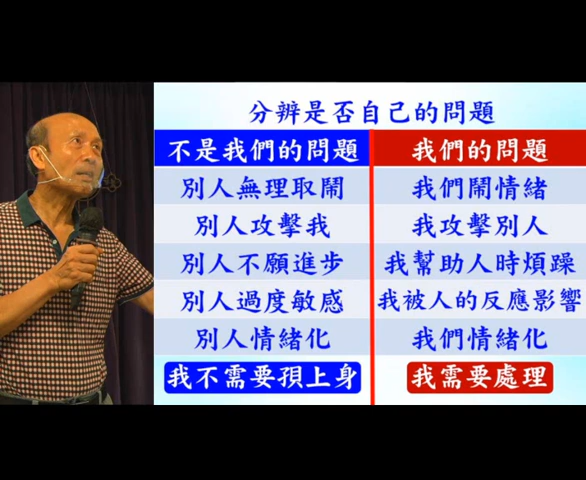 分辨是否自己的問題
不是我們的問題 我們的問題
別人無理取鬧 我們鬧情緒
別人攻擊我 我攻擊別人
別人不願進步 我幫助人時煩躁
別人過度敏感 我被人的反應影響
別人情緒化 我們情緒化
我不需要孭上身 我需要處理